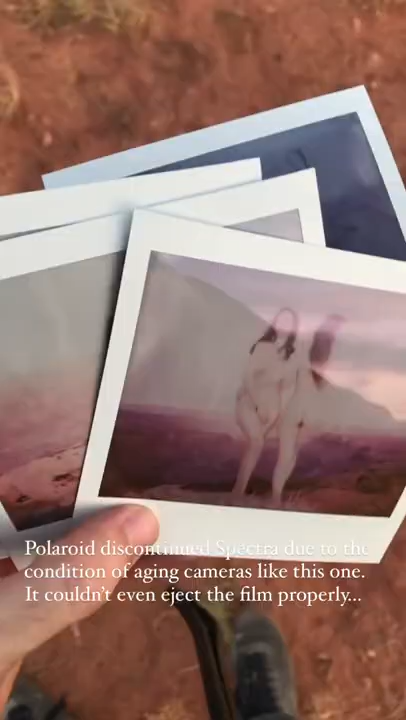 Polaroid discontinued Spectra due to the
condition of aging cameras like this one.
It couldn't even eject the film properly...